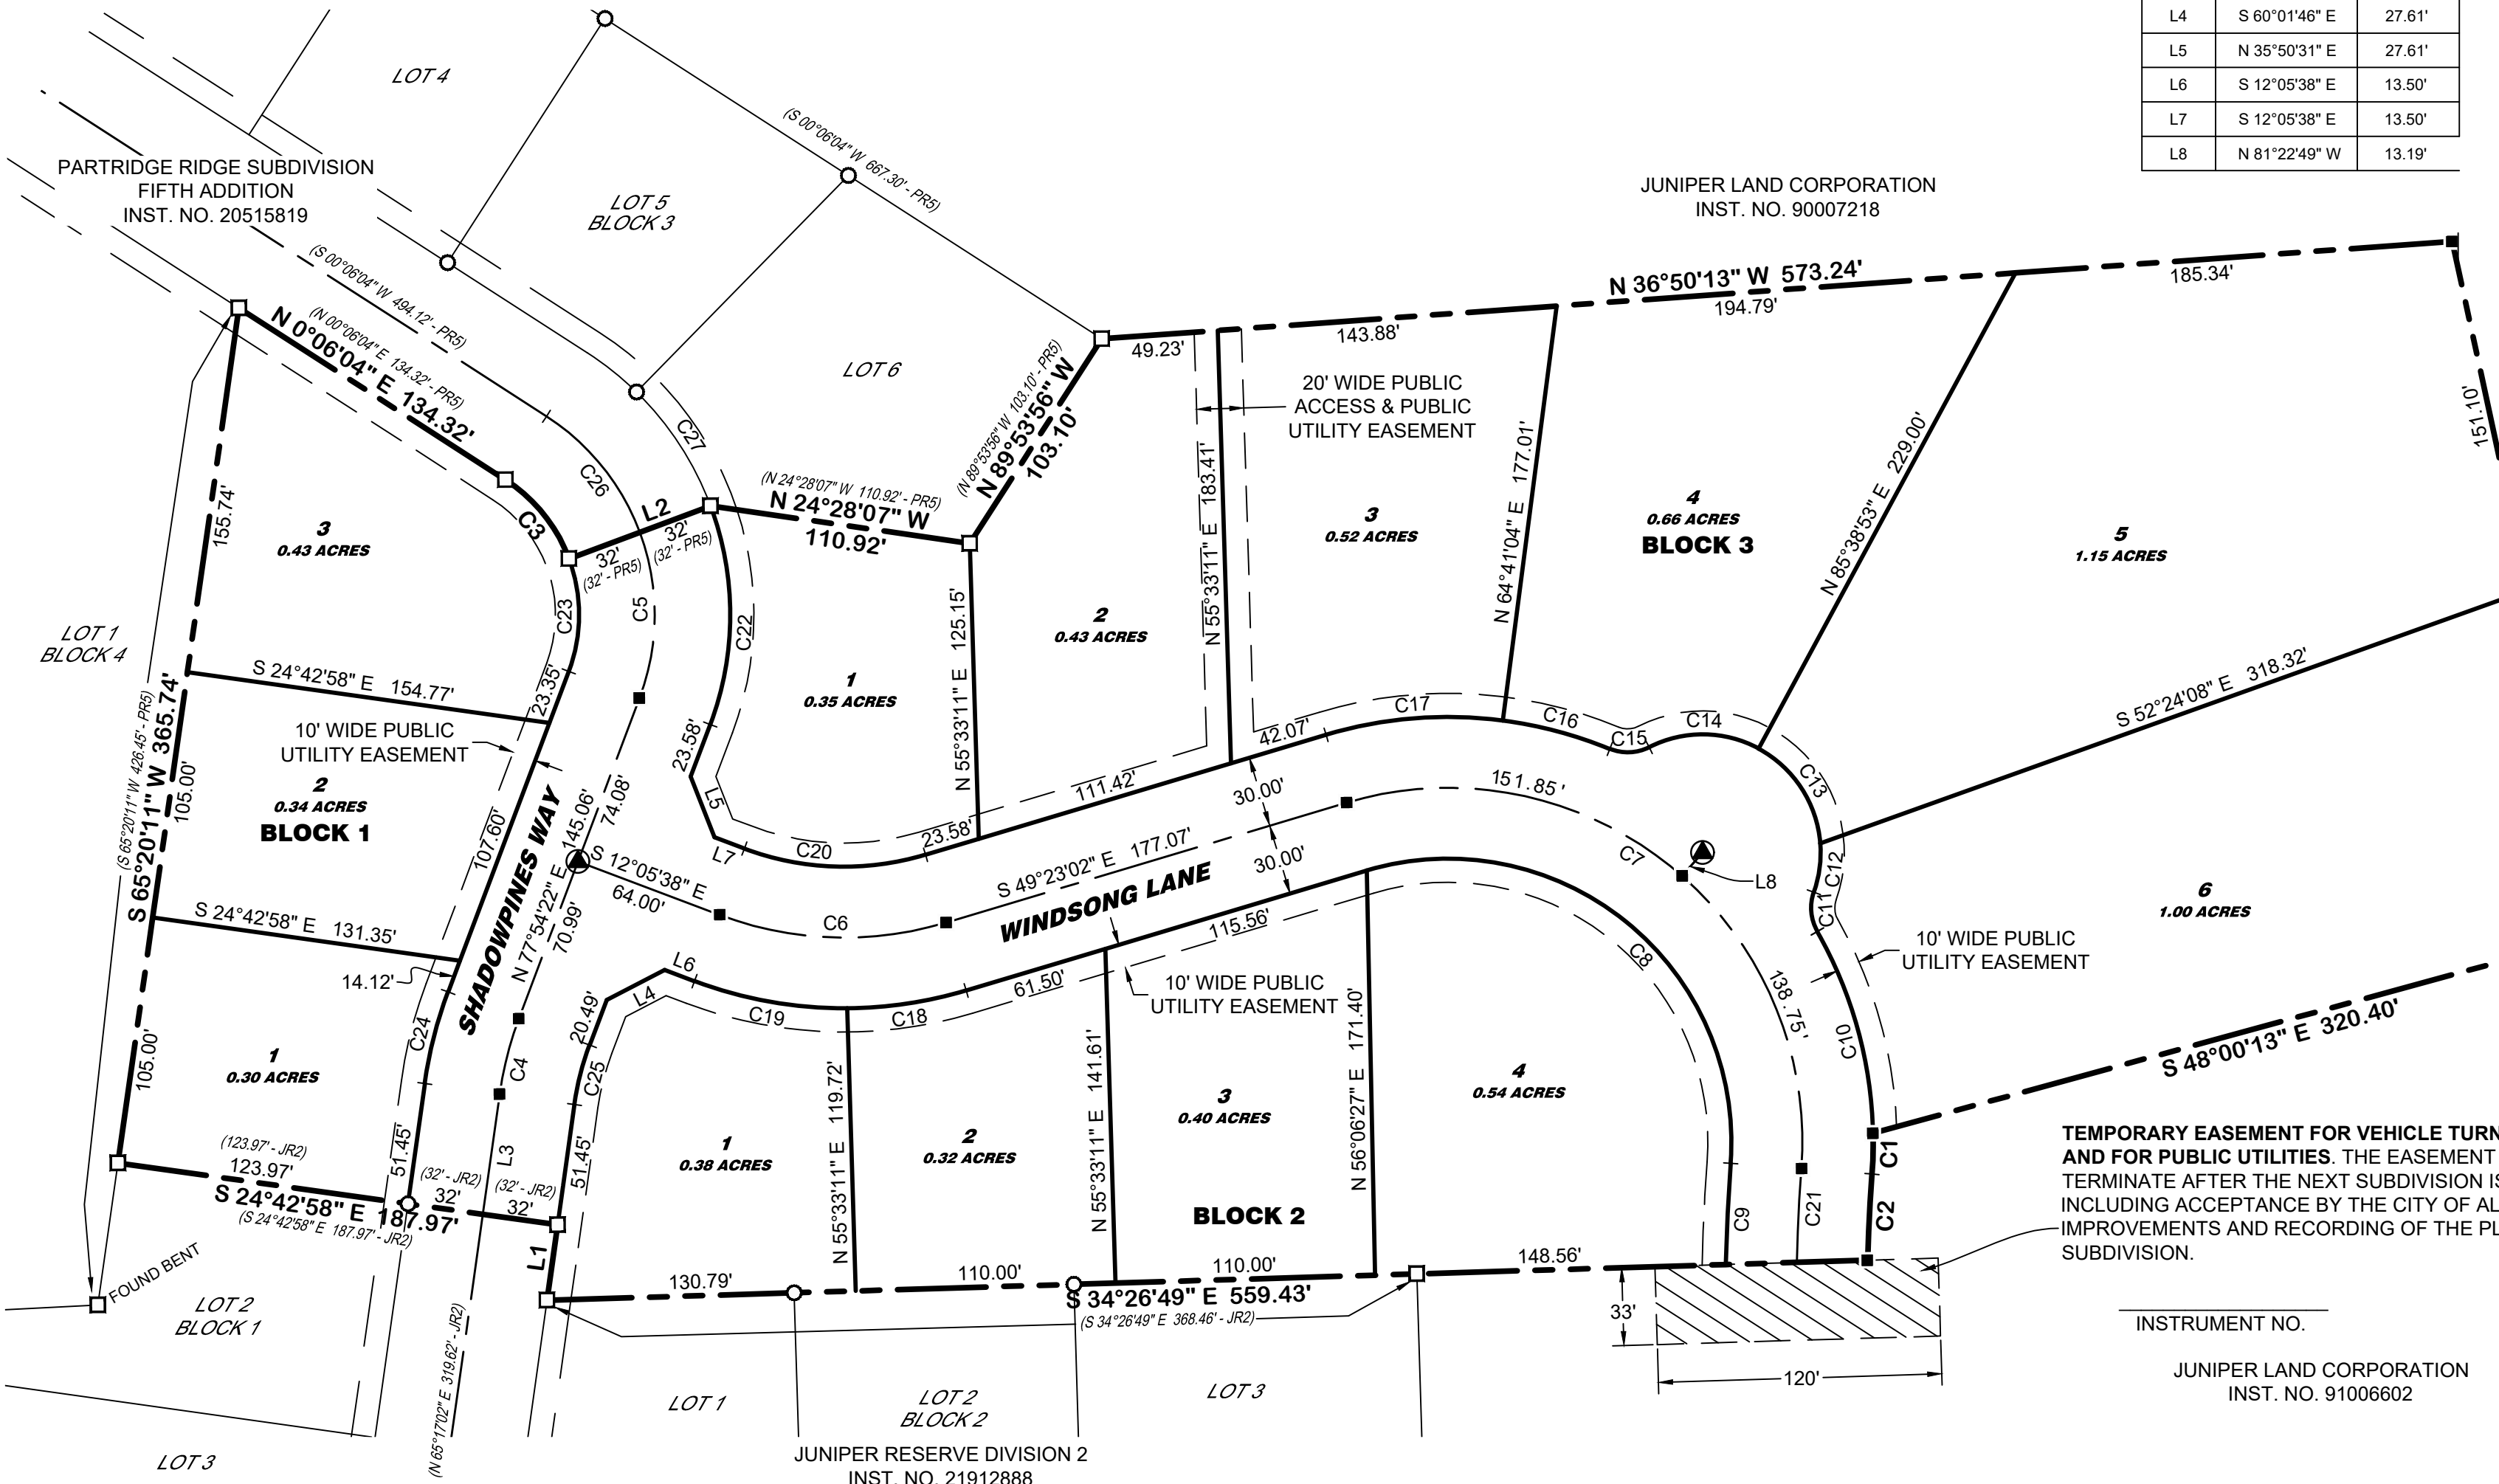 L4 S 60°01'46" E 27.61'
L5 N 35°50'31" E 27.61'
L6 S 12°05'38" E 13.50'
L7 S 12°05'38" E 13.50'
L8 N 81°22'49" W 13.19'
LOT 4
PARTRIDGE RIDGE SUBDIVISION
FIFTH ADDITION
INST. NO. 20515819
(S 00°06'04" W 667.30' - PR5)
LOT 5
BLOCK 3
JUNIPER LAND CORPORATION
INST. NO. 90007218
(S 00°06'04" W 494.12' - PR5)
N 36°50'13" W 573.24'
185.34'
194.79'
143.88'
49.23'
(N 00°06'04" E 134.32' - PR5)
N 0°06'04" E 134.32'
LOT 6
(N 89°53'56" W 103.10' - PR5)
N 89°53'56" W
103.10'
20' WIDE PUBLIC
ACCESS & PUBLIC
UTILITY EASEMENT
151.10'
C27
C26
C3
L2
32'
(32' - PR5)
32'
(32' - PR5)
(N 24°28'07" W 110.92' - PR5)
N 24°28'07" W
110.92'
155.74'
3
0.43 ACRES
N 55°33'11" E 183.41'
3
0.52 ACRES
N 64°41'04" E 177.01'
4
0.66 ACRES
BLOCK 3
N 85°38'53" E 229.00'
5
1.15 ACRES
LOT 1
BLOCK 4
C23
C5
C22
N 55°33'11" E 125.15'
2
0.43 ACRES
1
0.35 ACRES
S 24°42'58" E 154.77'
23.35'
S 52°24'08" E 318.32'
10' WIDE PUBLIC
UTILITY EASEMENT
23.58'
42.07'
C17
C16
C15
C14
C13
(S 65°20'11" W 426.45' - PR5)
S 65°20'11" W 365.74'
105.00'
2
0.34 ACRES
BLOCK 1
107.60'
SHADOWPINES WAY
N 77°54'22" E 145.06'
74.08'
70.99'
L5
L7
C20
23.58'
111.42'
30.00'
30.00'
151.85'
C7
L8
C12
C11
S 12°05'38" E
64.00'
C6
S 49°23'02" E 177.07'
WINDSONG LANE
115.56'
6
1.00 ACRES
S 24°42'58" E 131.35'
14.12'
L6
L4
20.49'
C19
C18
61.50'
10' WIDE PUBLIC
UTILITY EASEMENT
C8
138.75'
10' WIDE PUBLIC
UTILITY EASEMENT
C10
C24
C4
C25
1
0.30 ACRES
105.00'
S 48°00'13" E 320.40'
N 55°33'11" E 119.72'
N 55°33'11" E 141.61'
N 56°06'27" E 171.40'
3
0.40 ACRES
4
0.54 ACRES
1
0.38 ACRES
2
0.32 ACRES
BLOCK 2
(123.97' - JR2)
123.97'
51.45'
(32' - JR2)
32'
L3
(32' - JR2)
32'
51.45'
S 24°42'58" E 187.97'
(S 24°42'58" E 187.97' - JR2)
L1
C9
C21
C1
C2
TEMPORARY EASEMENT FOR VEHICLE TURN
AND FOR PUBLIC UTILITIES. THE EASEMENT
TERMINATE AFTER THE NEXT SUBDIVISION IS
INCLUDING ACCEPTANCE BY THE CITY OF AL
IMPROVEMENTS AND RECORDING OF THE PL
SUBDIVISION.
FOUND BENT
130.79'
110.00'
110.00'
148.56'
S 34°26'49" E 559.43'
(S 34°26'49" E 368.46' - JR2)
33'
120'
INSTRUMENT NO.
LOT 2
BLOCK 1
(N 65°17'02" E 319.62' - JR2)
LOT 1
LOT 2
BLOCK 2
LOT 3
JUNIPER LAND CORPORATION
INST. NO. 91006602
LOT 3
JUNIPER RESERVE DIVISION 2
INST. NO. 21912888